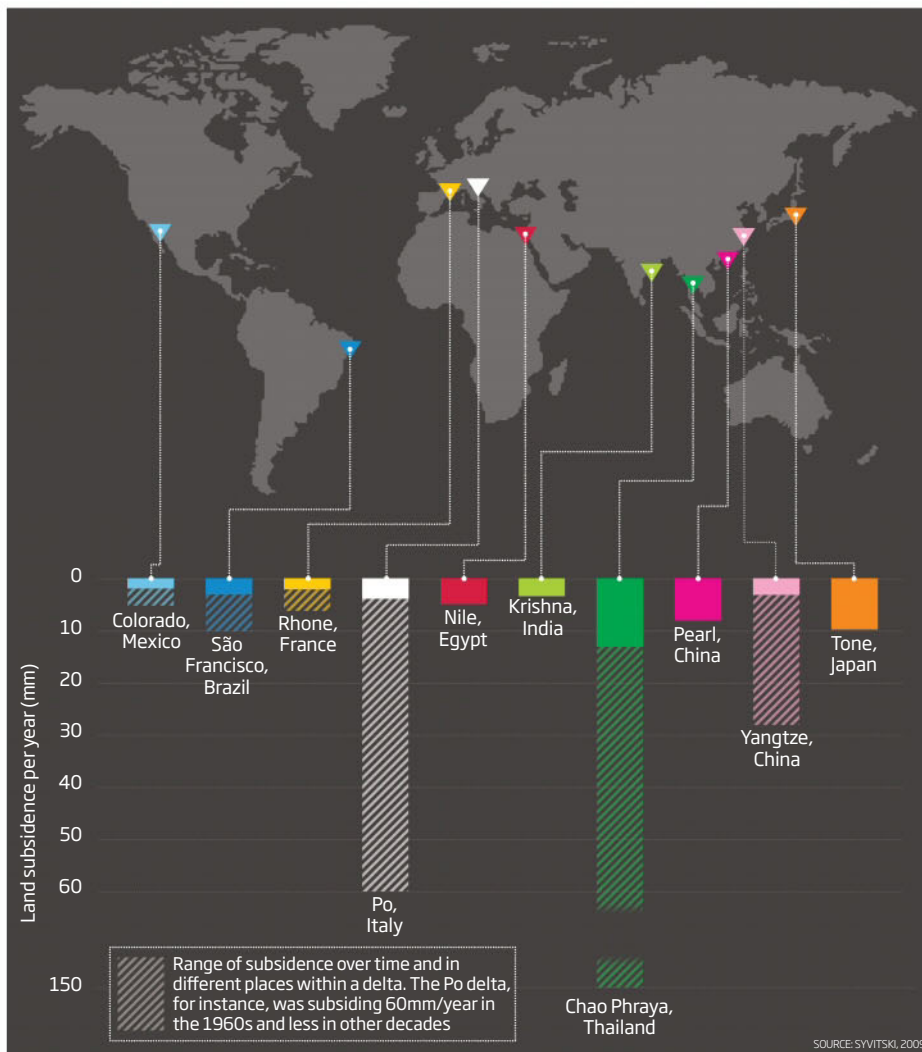 0
10
20
30
40
50
60
150
Land subsidence per year (mm)
Colorado,
Mexico
São
Francisco,
Brazil
Rhone,
France
Po,
Italy
Nile,
Egypt
Krishna,
India
Chao Phraya,
Thailand
Pearl,
China
Yangtze,
China
Tone,
Japan
Range of subsidence over time and in
different places within a delta. The Po delta,
for instance, was subsiding 60mm/year in
the 1960s and less in other decades
SOURCE: SYVITSKI,